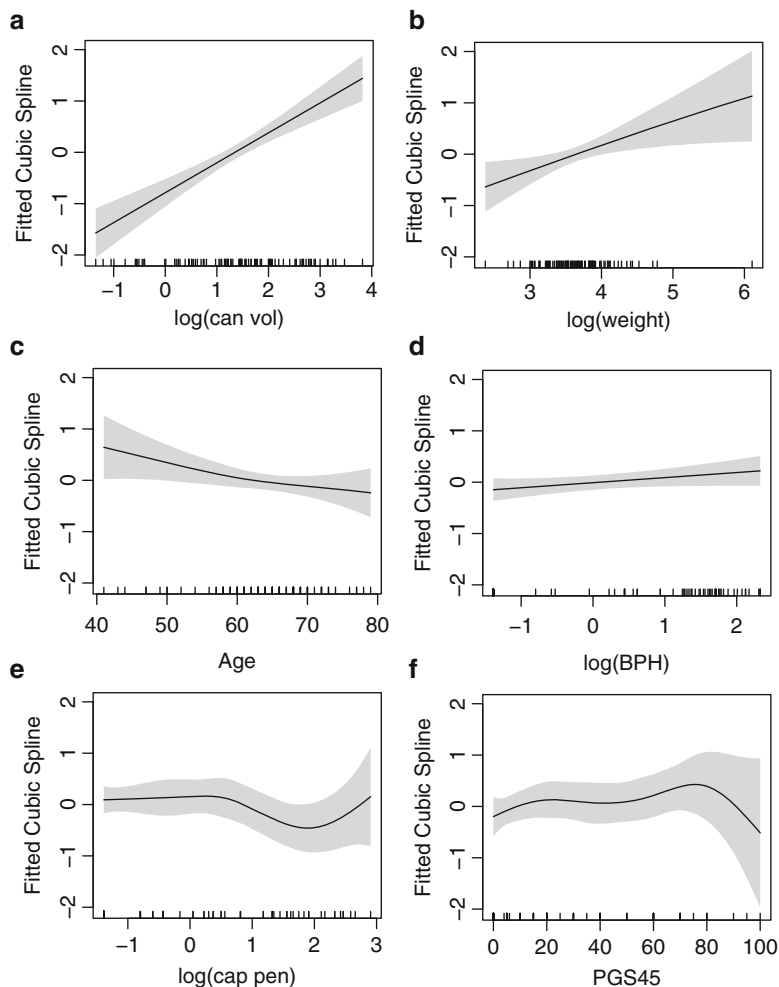 a
Fitted Cubic Spline
2
1
0
-1
-2
-1 0 1 2 3 4
log(can vol)
b
Fitted Cubic Spline
2
1
0
-1
-2
3 4 5 6
log(weight)
c
Fitted Cubic Spline
2
1
0
-1
-2
40 50 60 70 80
Age
d
Fitted Cubic Spline
2
1
0
-1
-2
-1 0 1 2
log(BPH)
e
Fitted Cubic Spline
2
1
0
-1
-2
-1 0 1 2 3
log(cap pen)
f
Fitted Cubic Spline
2
1
0
-1
-2
0 20 40 60 80 100
PGS45